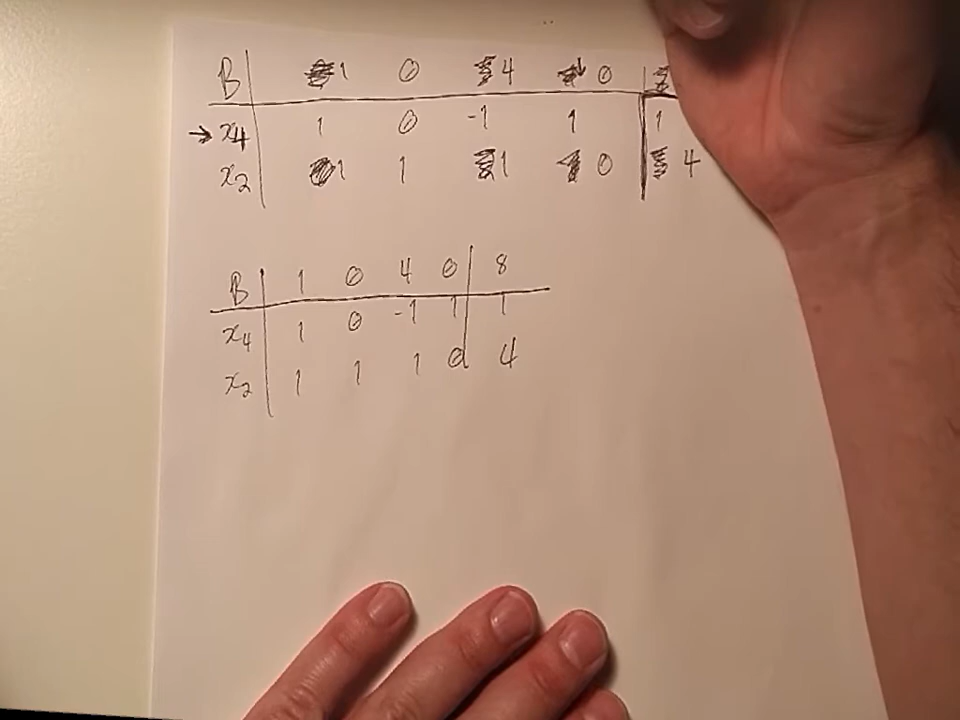 B 1 0 4 0
→ x4 1 0 -1 1 1
x2 1 1 1 0 4
B 1 0 4 0 8
x4 1 0 -1 1 1
x2 1 1 1 0 4